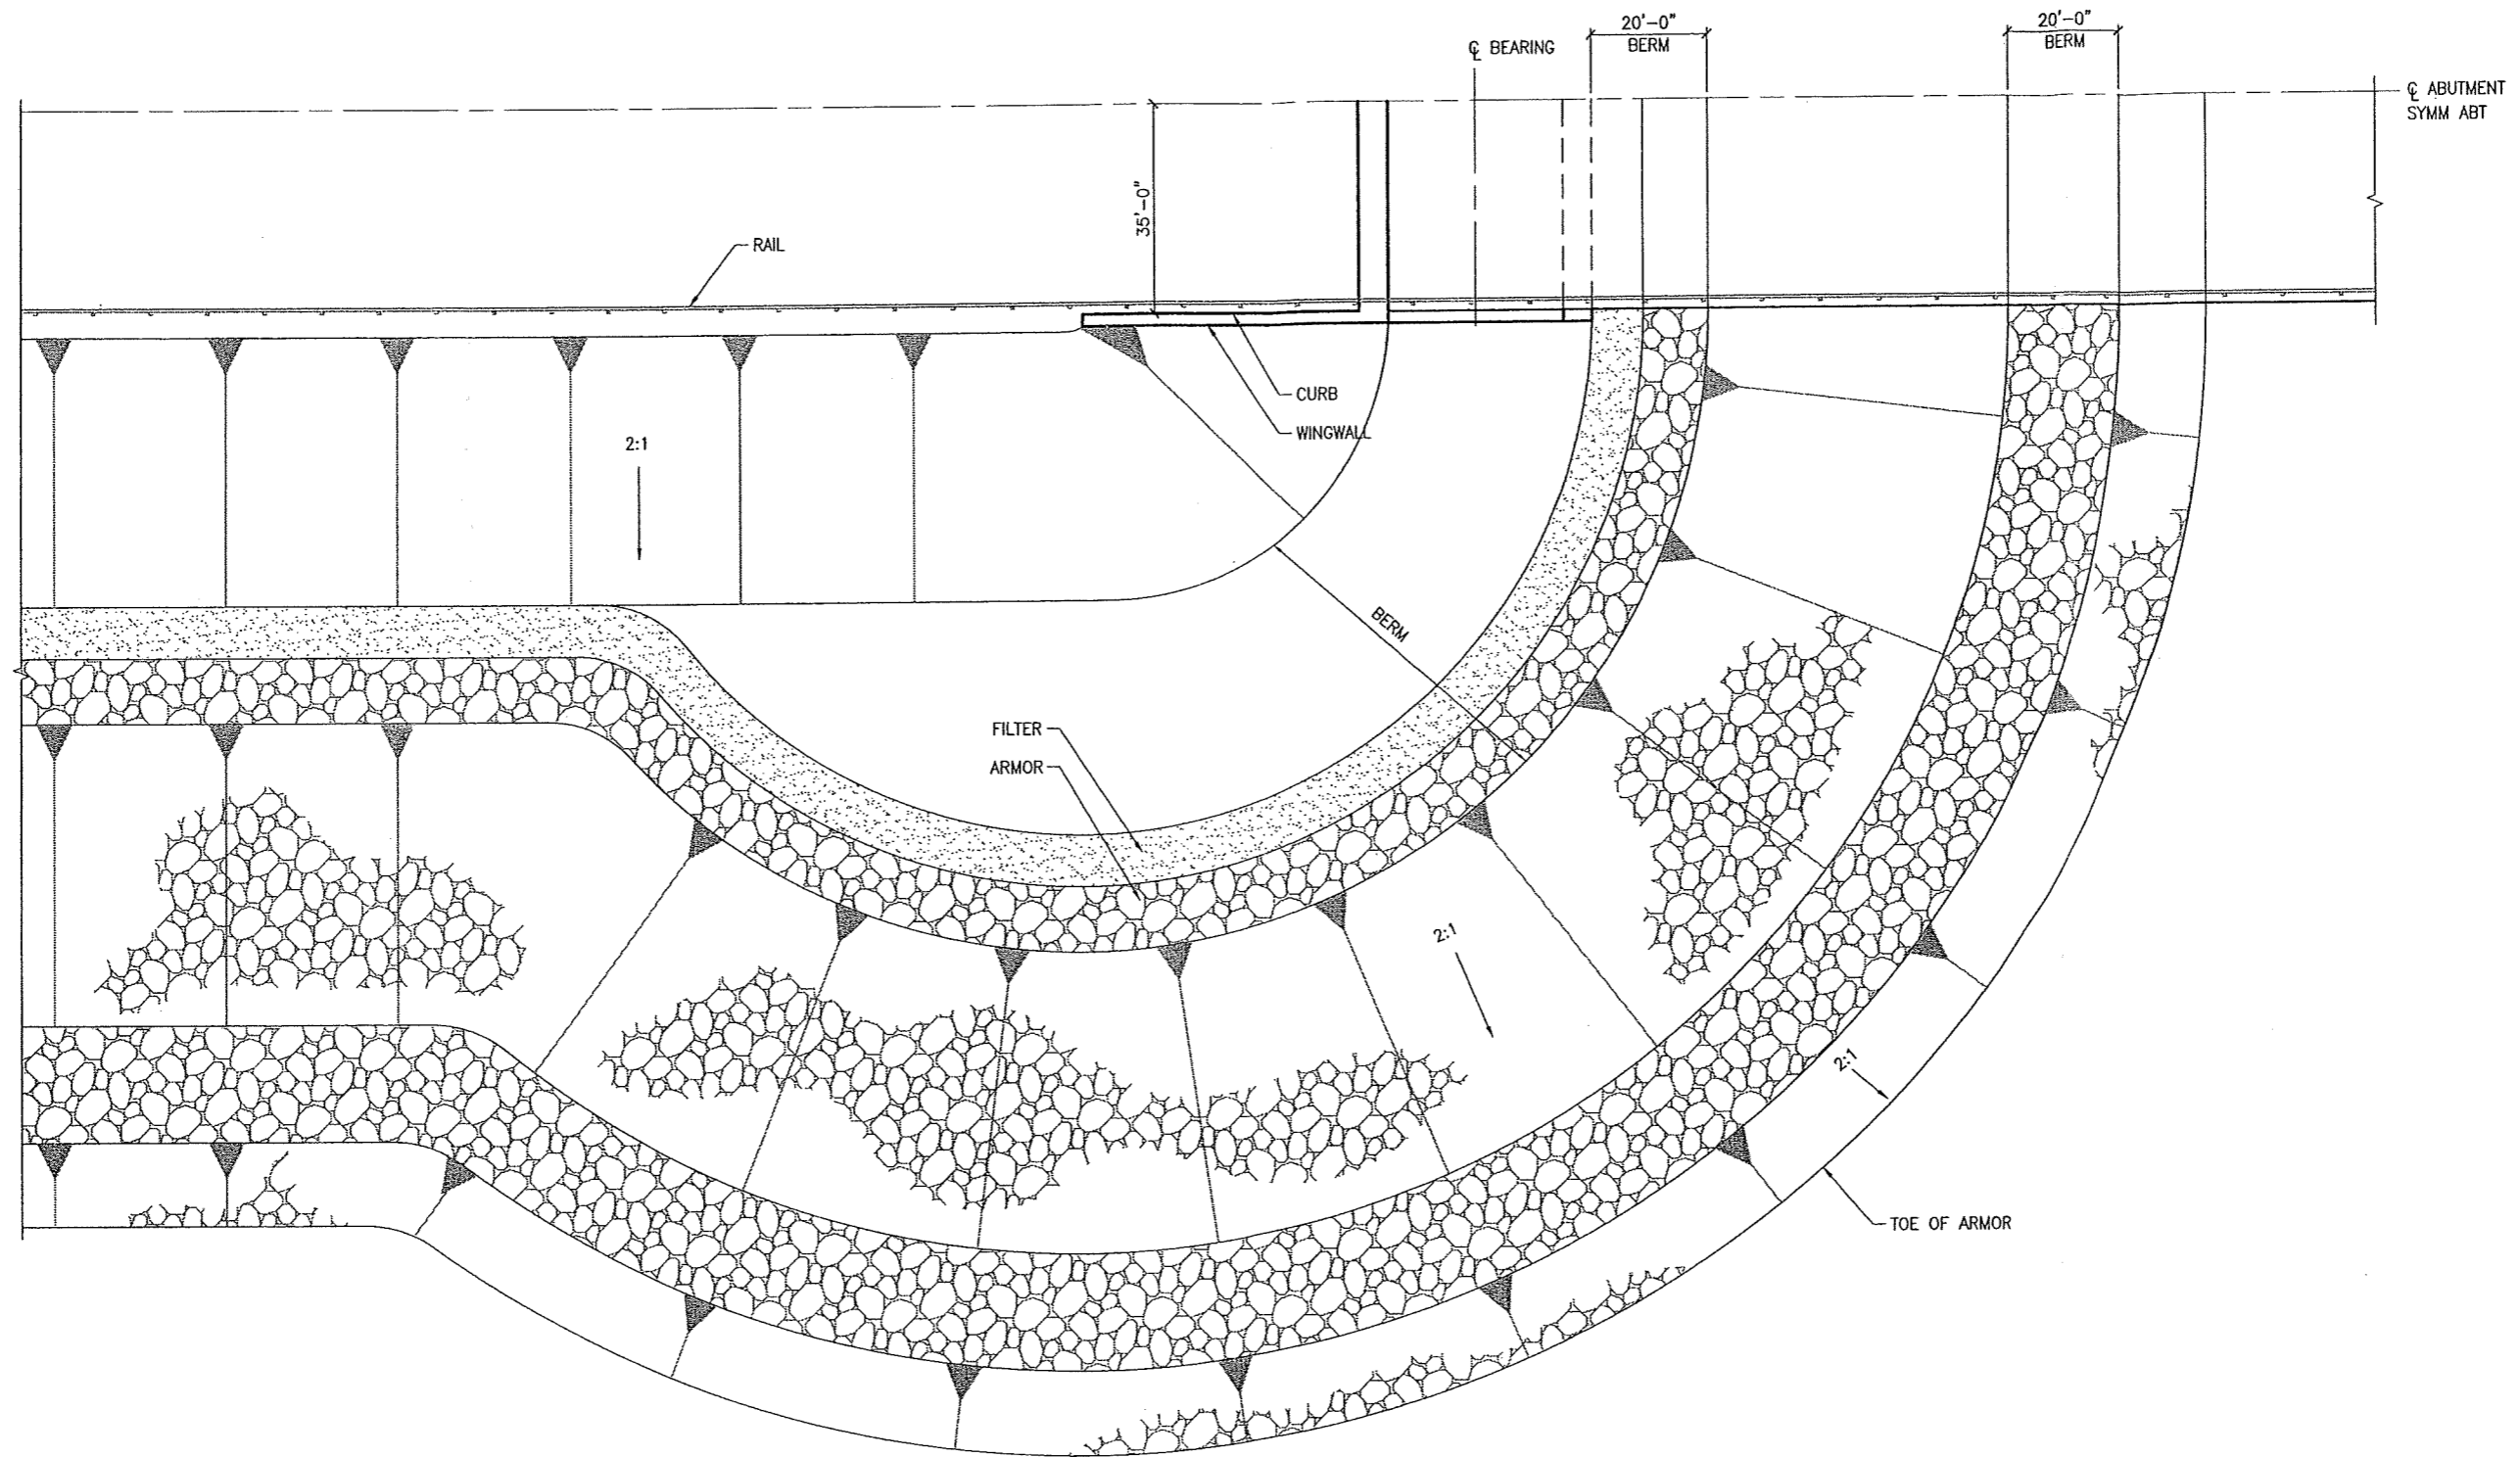 20'-0"
BERM
20'-0"
BERM
℄ BEARING
℄ ABUTMENT
SYMM ABT
35'-0"
RAIL
CURB
WINGWALL
2:1
BERM
FILTER
ARMOR
2:1
2:1
TOE OF ARMOR